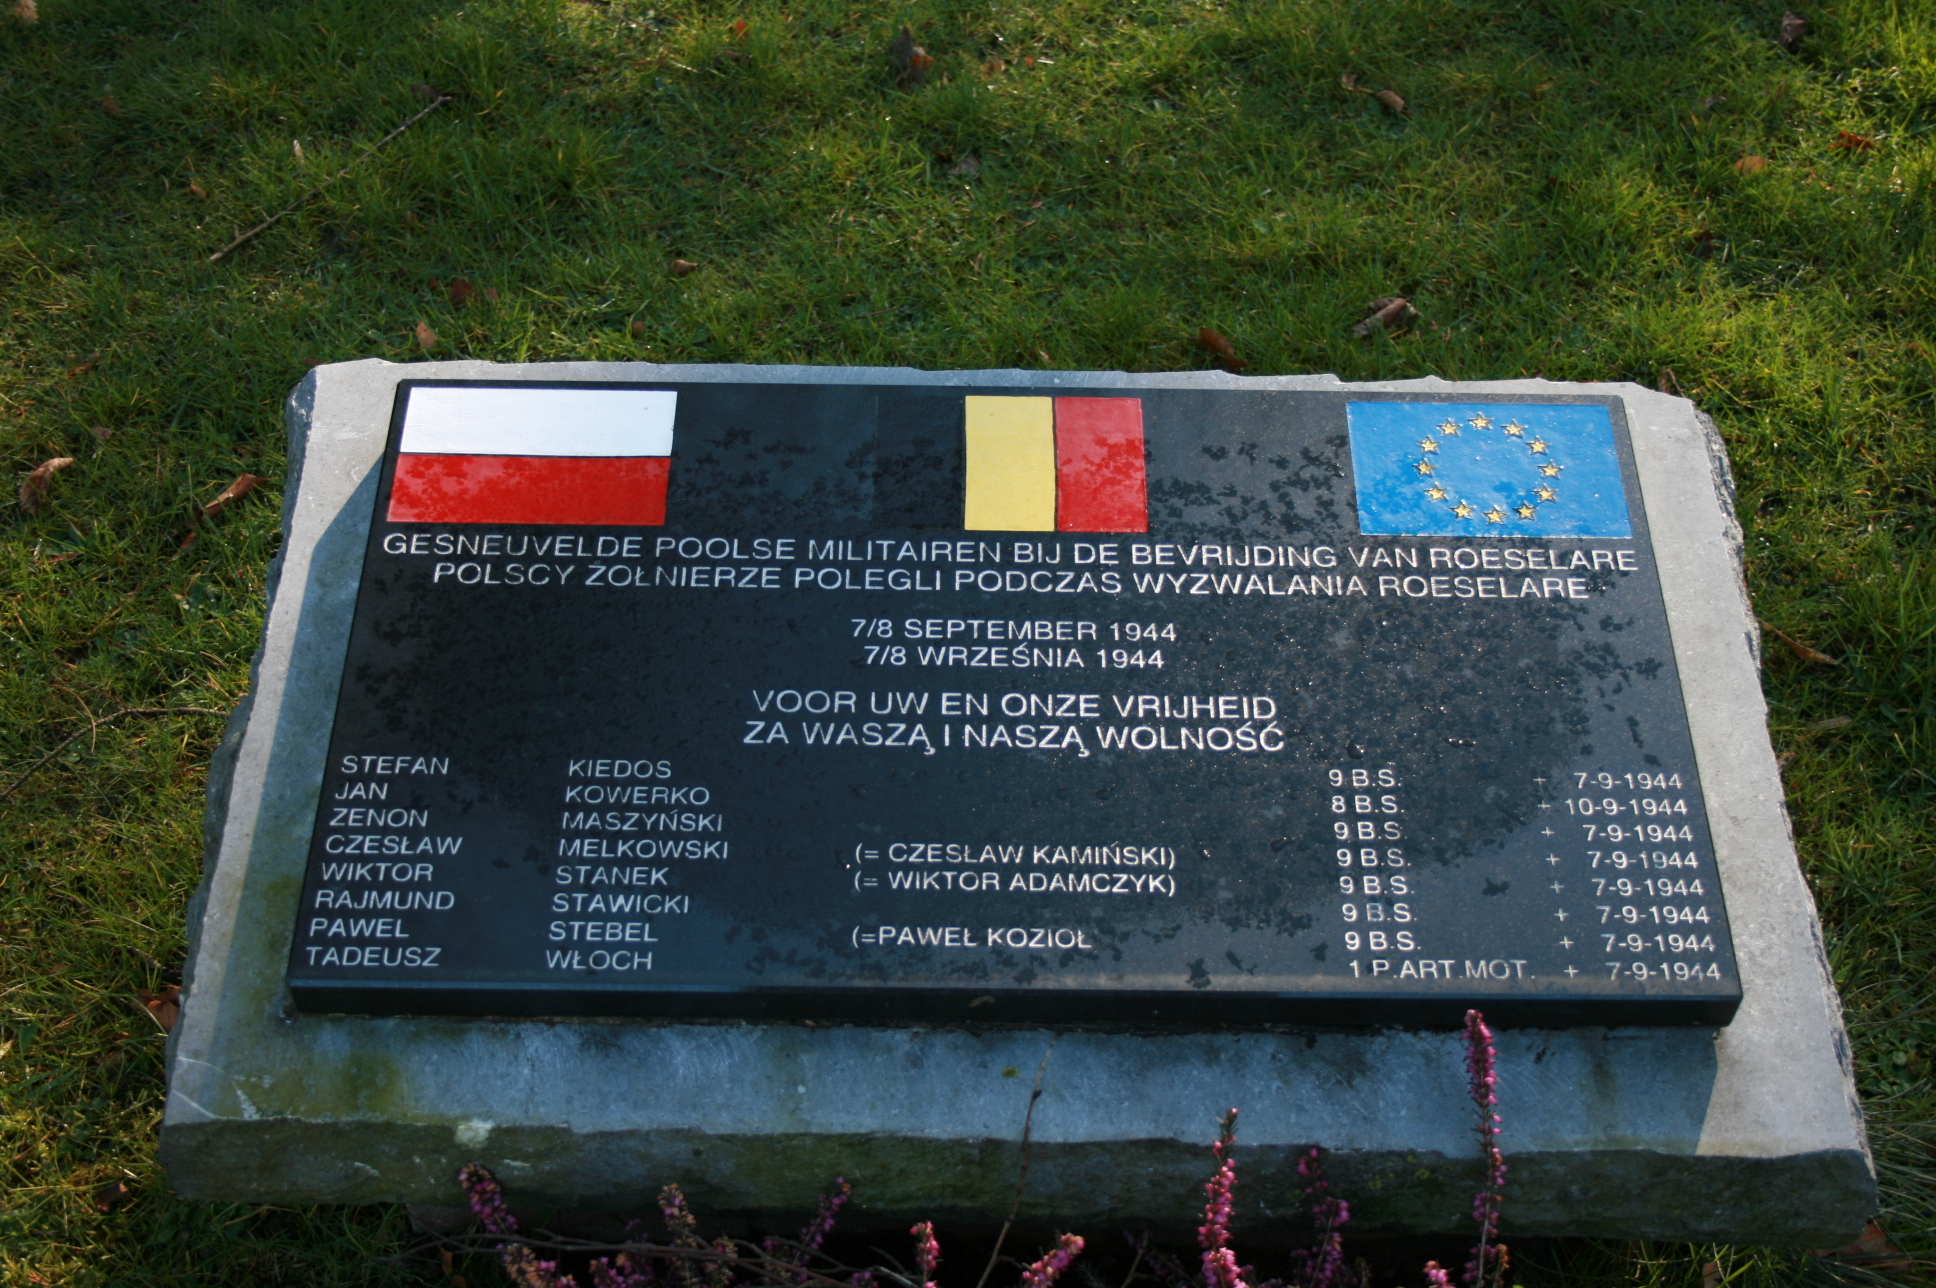 GESNEUVELDE POOLSE MILITAIREN BIJ DE BEVRIJDING VAN ROESELARE
POLSCY ŻOŁNIERZE POLEGLI PODCZAS WYZWALANIA ROESELARE
7/8 SEPTEMBER 1944
7/8 WRZEŚNIA 1944
VOOR UW EN ONZE VRIJHEID
ZA WASZĄ I NASZĄ WOLNOŚĆ
STEFAN KIEDOS 9 B.S. + 7-9-1944
JAN KOWERKO 8 B.S. + 10-9-1944
ZENON MASZYŃSKI 9 B.S. + 7-9-1944
CZESŁAW MELKOWSKI (= CZESŁAW KAMIŃSKI) 9 B.S. + 7-9-1944
WIKTOR STANEK (= WIKTOR ADAMCZYK) 9 B.S. + 7-9-1944
RAJMUND STAWICKI 9 B.S. + 7-9-1944
PAWEŁ STEBEL (=PAWEŁ KOZIOŁ 9 B.S. + 7-9-1944
TADEUSZ WŁOCH 1 P.ART.MOT. + 7-9-1944